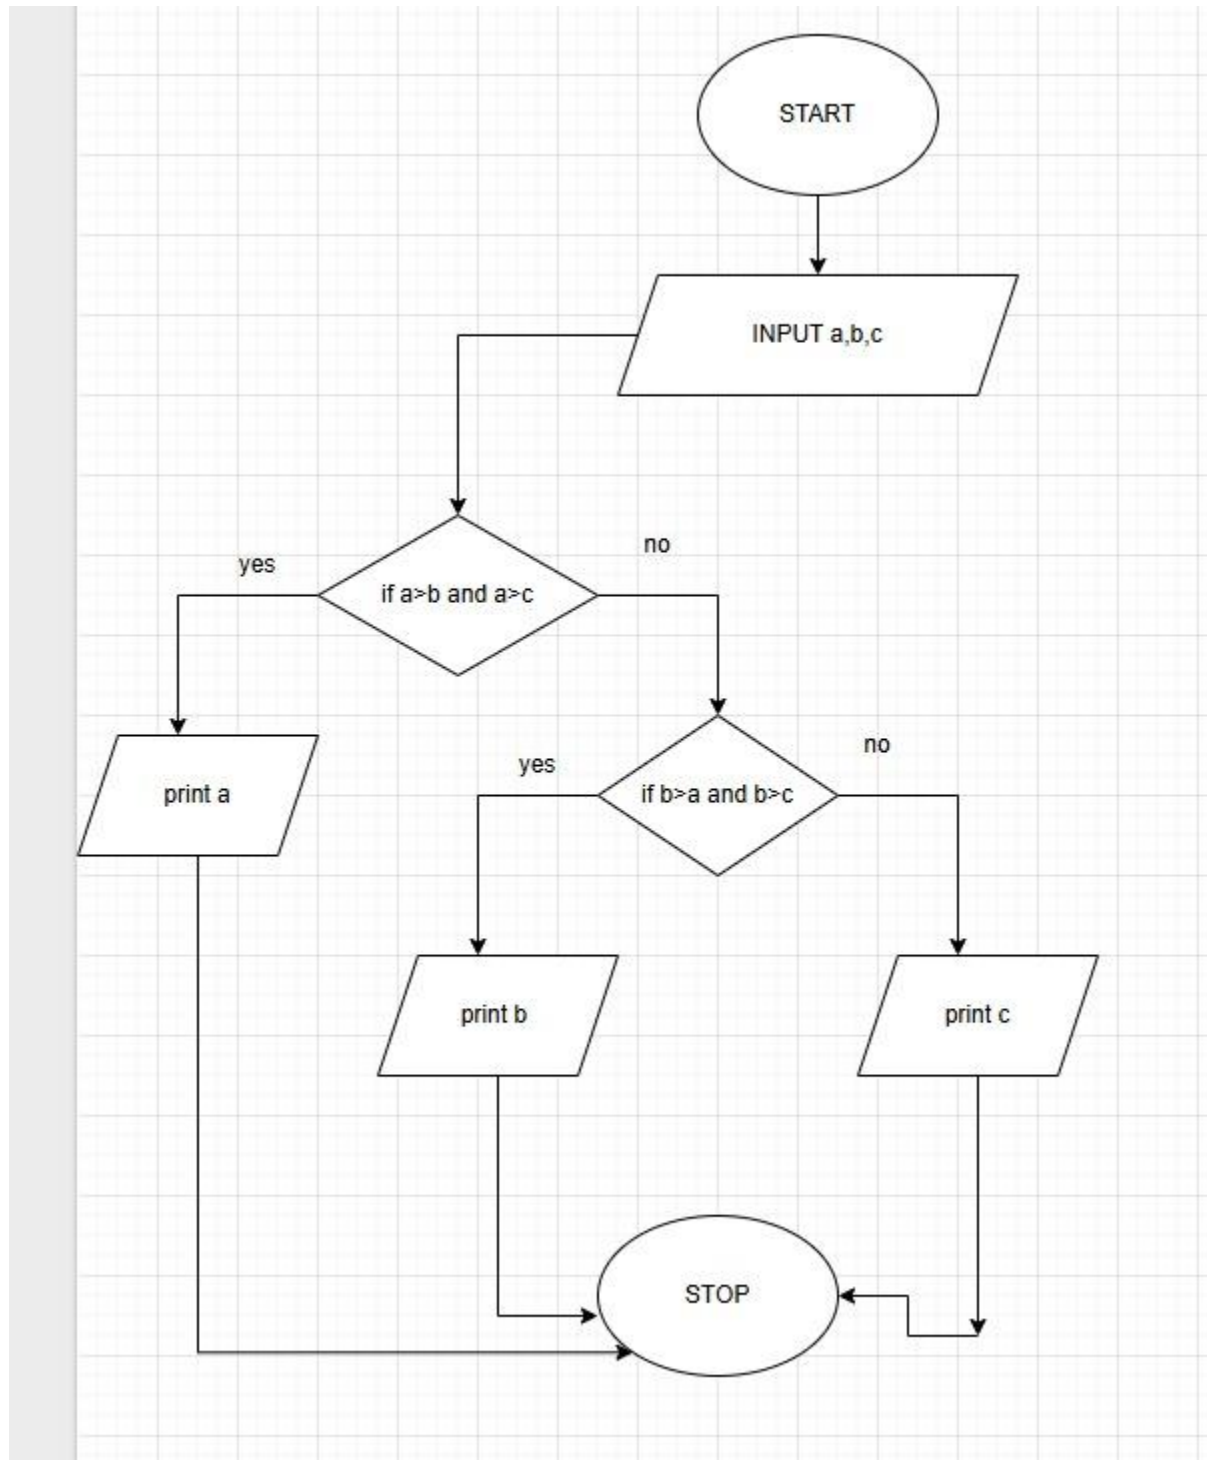 START
INPUT a,b,c
no
yes
if a>b and a>c
no
yes
print a
if b>a and b>c
print b
print c
STOP